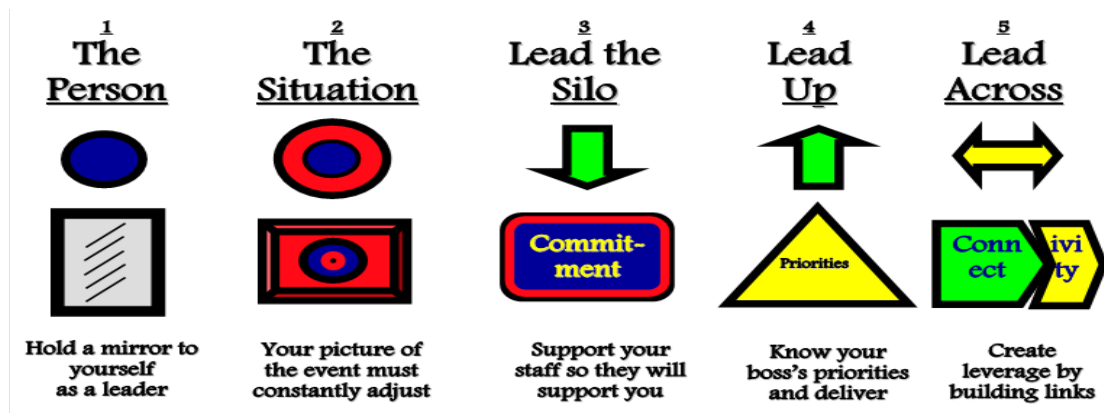 1
The
Person
Hold a mirror to
yourself
as a leader
2
The
Situation
Your picture of
the event must
constantly adjust
3
Lead the
Silo
Commit-
ment
Support your
staff so they will
support you
4
Lead
Up
Priorities
Know your
boss's priorities
and deliver
5
Lead
Across
Conn
ect
ivi
ty
Create
leverage by
building links